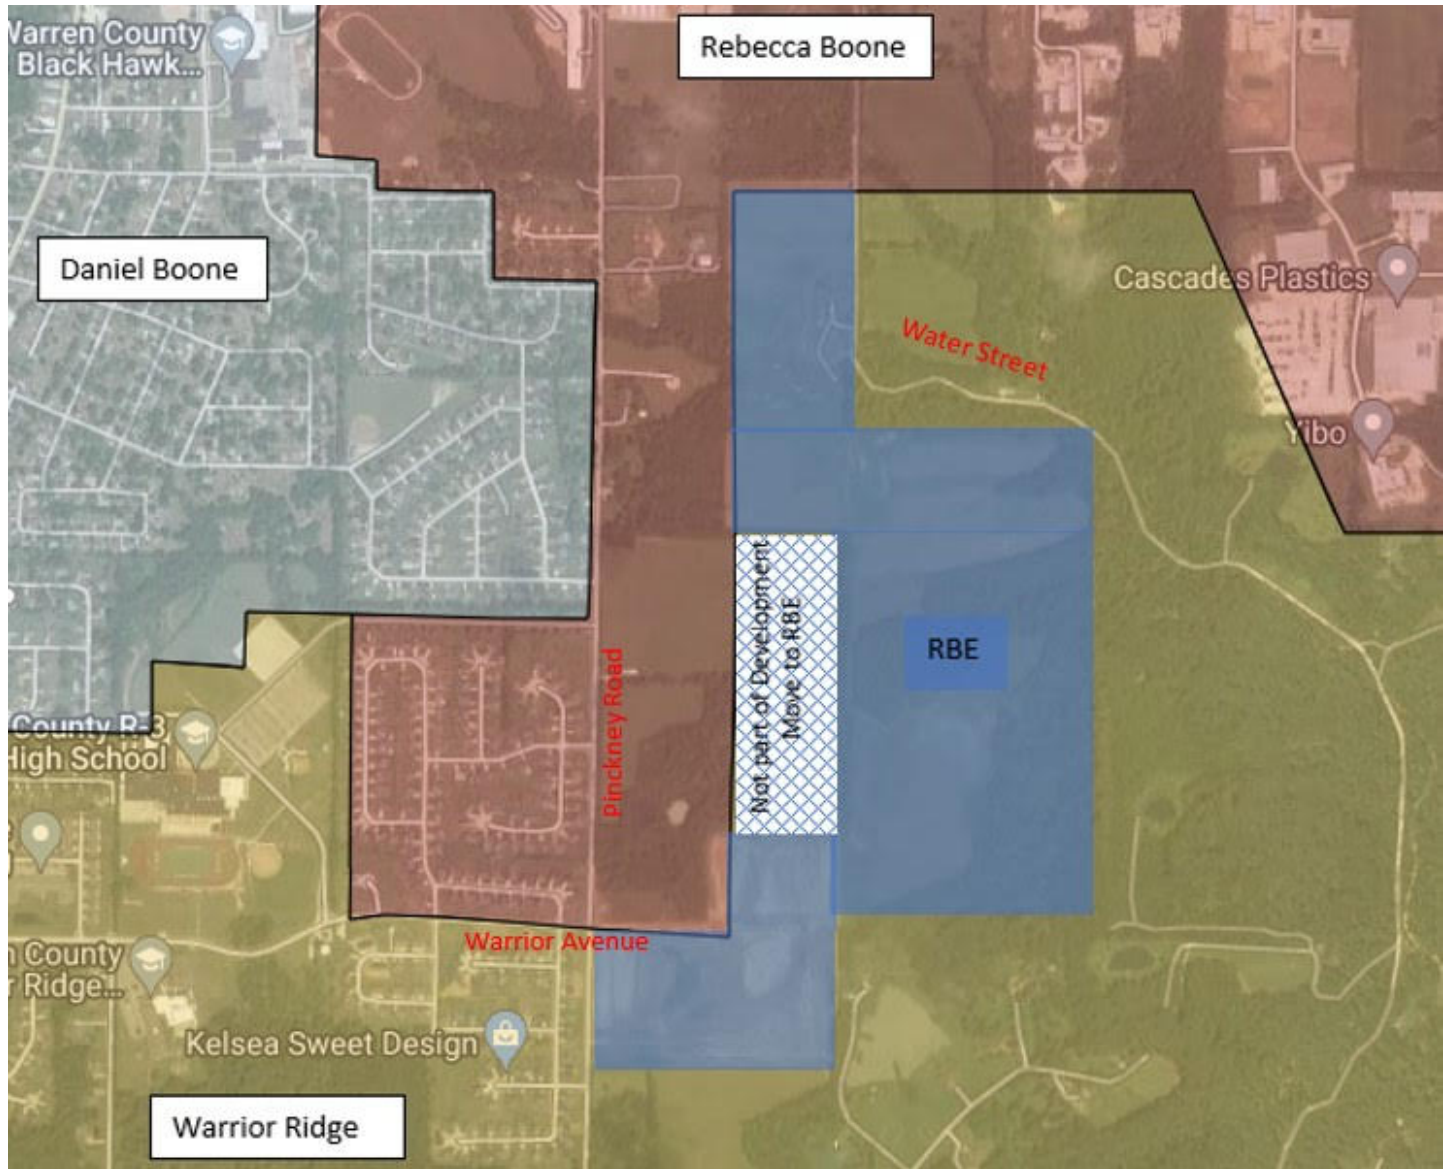 Warren County
Black Hawk...
Rebecca Boone
Daniel Boone
Cascades Plastics
Water Street
Yibo
Not part of Development
Move to RBE
RBE
Pinckney Road
County R-3
High School
Warrior Avenue
County
Ridge...
Kelsea Sweet Design
Warrior Ridge